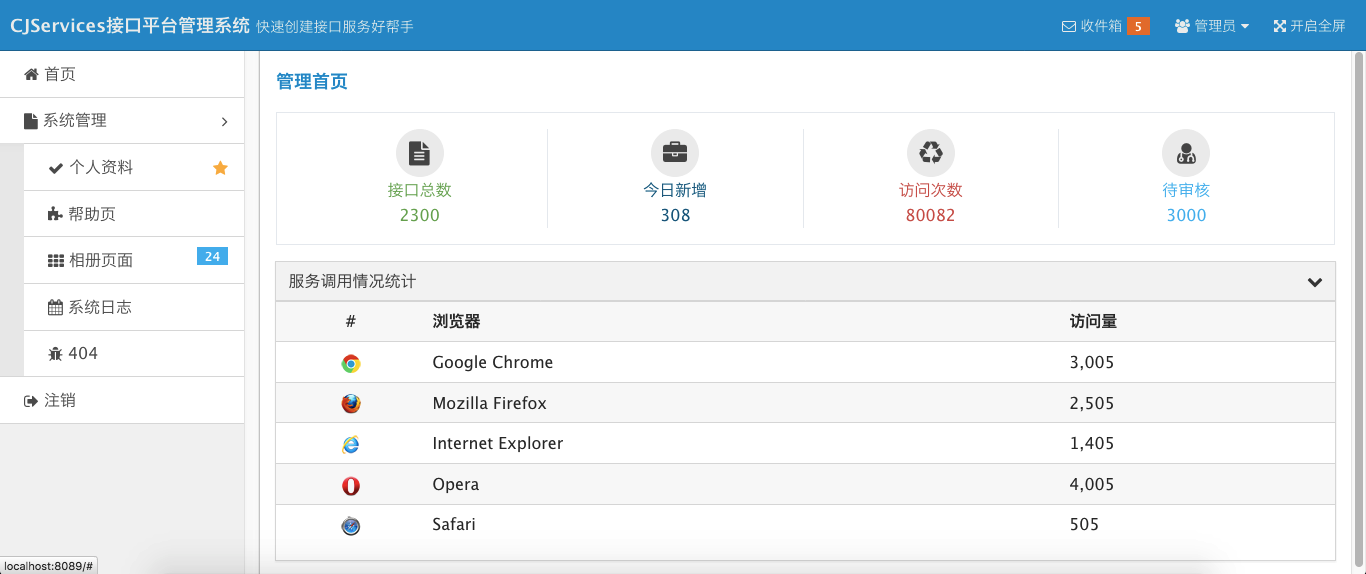 CJServices接口平台管理系统 快速创建接口服务好帮手
收件箱 5 管理员 开启全屏
首页
系统管理
个人资料
帮助页
相册页面 24
系统日志
404
注销
管理首页
接口总数 今日新增 访问次数 待审核
2300 308 80082 3000
服务调用情况统计
# 浏览器 访问量
Google Chrome 3,005
Mozilla Firefox 2,505
Internet Explorer 1,405
Opera 4,005
Safari 505
localhost:8089/#